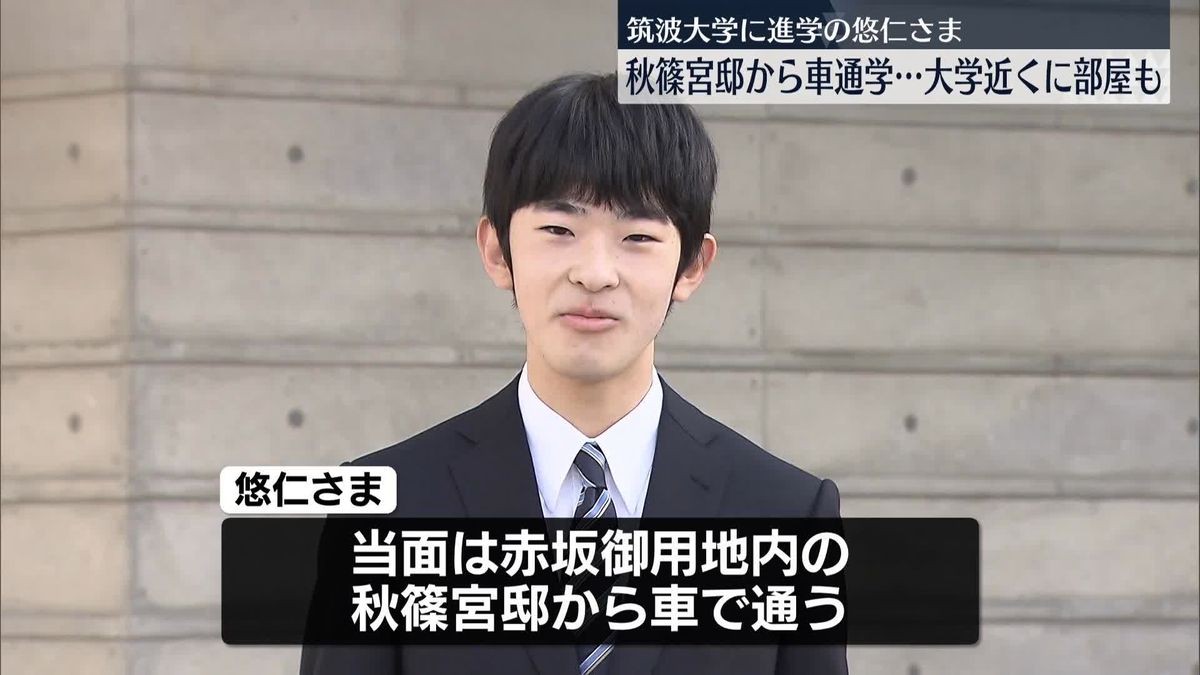 筑波大学に進学の悠仁さま
秋篠宮邸から車通学…大学近くに部屋も
悠仁さま
当面は赤坂御用地内の
秋篠宮邸から車で通う